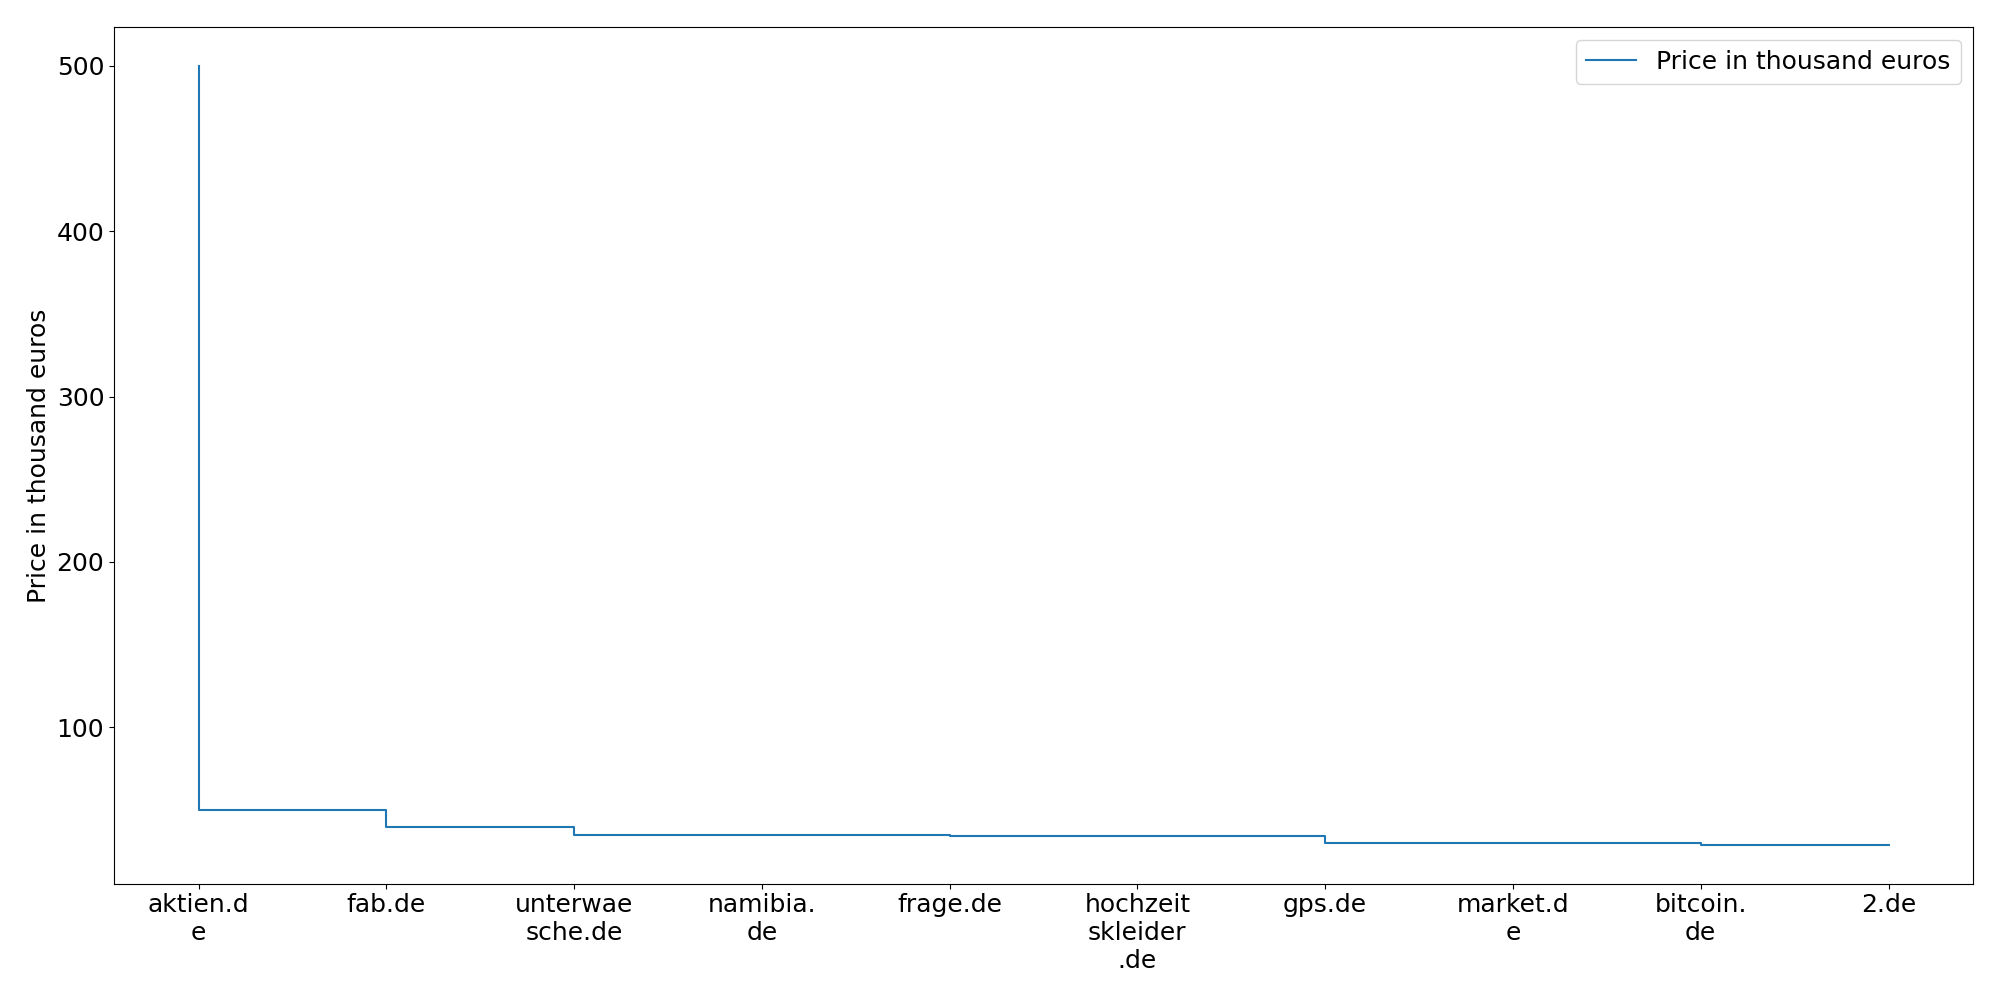 Price in thousand euros
500
400
300
200
100
Price in thousand euros
aktien.d
e
fab.de
unterwae
sche.de
namibia.
de
frage.de
hochzeit
skleider
.de
gps.de
market.d
e
bitcoin.
de
2.de